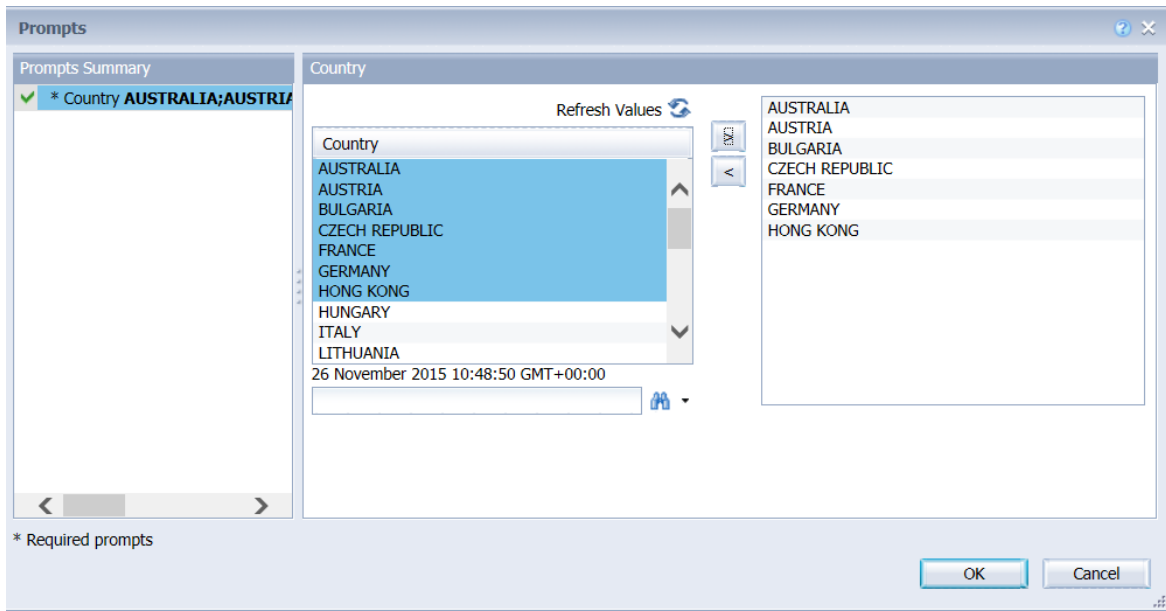 Prompts
Prompts Summary
* Country AUSTRALIA;AUSTRIA
Country
Refresh Values
Country
AUSTRALIA
AUSTRIA
BULGARIA
CZECH REPUBLIC
FRANCE
GERMANY
HONG KONG
HUNGARY
ITALY
LITHUANIA
26 November 2015 10:48:50 GMT+00:00
>
<
AUSTRALIA
AUSTRIA
BULGARIA
CZECH REPUBLIC
FRANCE
GERMANY
HONG KONG
* Required prompts
OK
Cancel